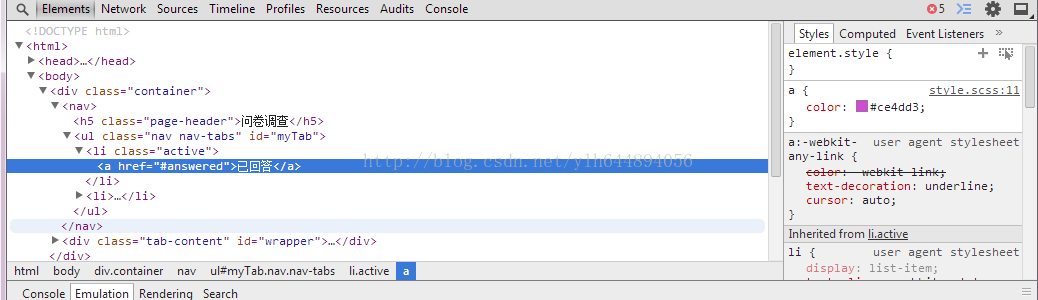 Elements Network Sources Timeline Profiles Resources Audits Console 5
<!DOCTYPE html>
<html>
<head>…</head>
<body>
<div class="container">
<nav>
<h5 class="page-header">问卷调查</h5>
<ul class="nav nav-tabs" id="myTab">
<li class="active">
<a href="#answered">已回答</a>
</li>
<li>…</li>
</ul>
</nav>
<div class="tab-content" id="wrapper">…</div>
</div>
html body div.container nav ul#myTab.nav.nav-tabs li.active a
Styles Computed Event Listeners »
element.style {
}
a { style.scss:11
color: #ce4dd3;
}
a:-webkit- user agent stylesheet
any-link {
color: -webkit-link;
text-decoration: underline;
cursor: auto;
}
Inherited from li.active
li { user agent stylesheet
display: list-item;
Console Emulation Rendering Search
http://blog.csdn.net/ylh644894056